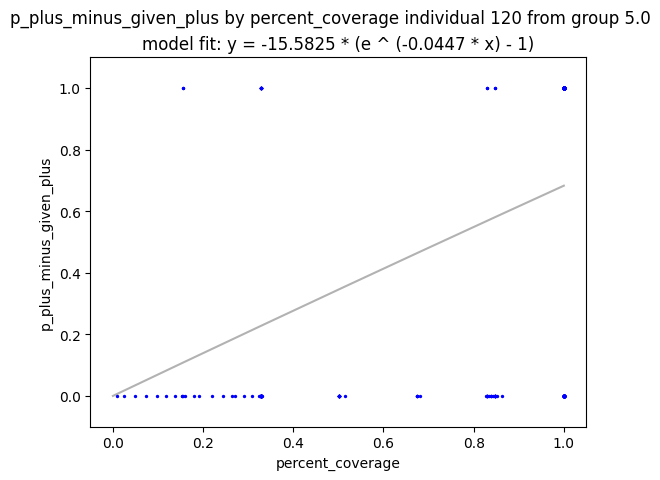 p_plus_minus_given_plus by percent_coverage individual 120 from group 5.0
model fit: y = -15.5825 * (e ^ (-0.0447 * x) - 1)
1.0
0.8
0.6
0.4
0.2
0.0
p_plus_minus_given_plus
0.0 0.2 0.4 0.6 0.8 1.0
percent_coverage